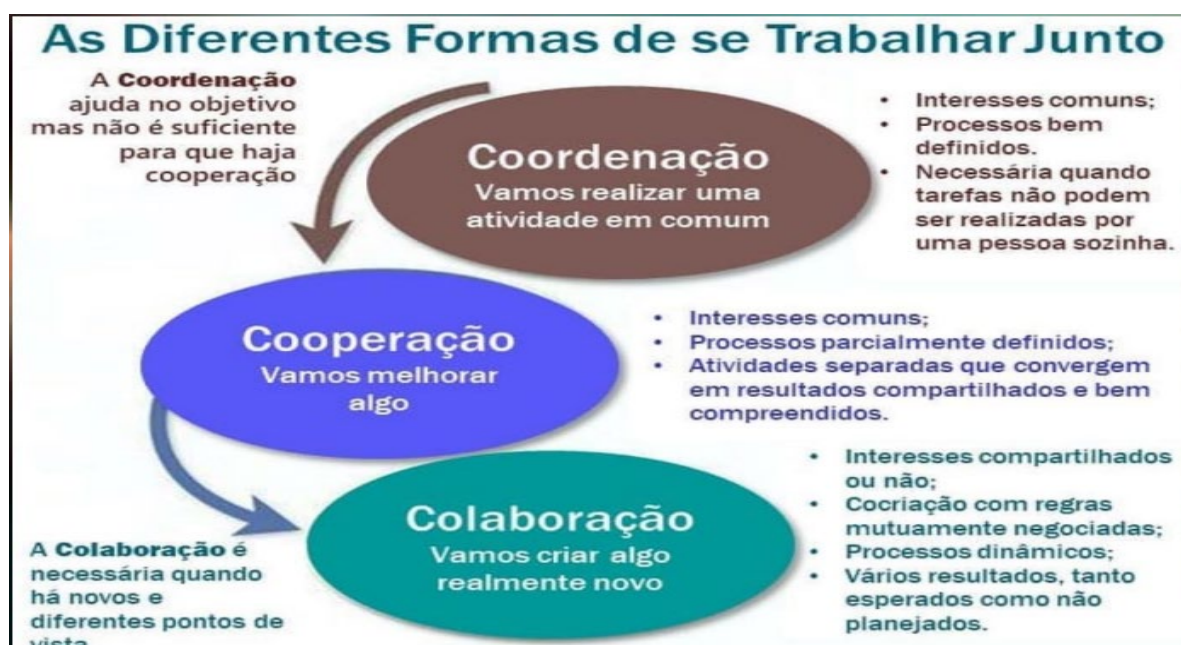 As Diferentes Formas de se Trabalhar Junto
A Coordenação
ajuda no objetivo
mas não é suficiente
para que haja
cooperação
Coordenação
Vamos realizar uma
atividade em comum
• Interesses comuns;
• Processos bem
definidos.
• Necessária quando
tarefas não podem
ser realizadas por
uma pessoa sozinha.
Cooperação
Vamos melhorar
algo
• Interesses comuns;
• Processos parcialmente definidos;
• Atividades separadas que convergem
em resultados compartilhados e bem
compreendidos.
Colaboração
Vamos criar algo
realmente novo
A Colaboração é
necessária quando
há novos e
diferentes pontos de
vista
• Interesses compartilhados
ou não;
• Cocriação com regras
mutuamente negociadas;
• Processos dinâmicos;
• Vários resultados, tanto
esperados como não
planejados.